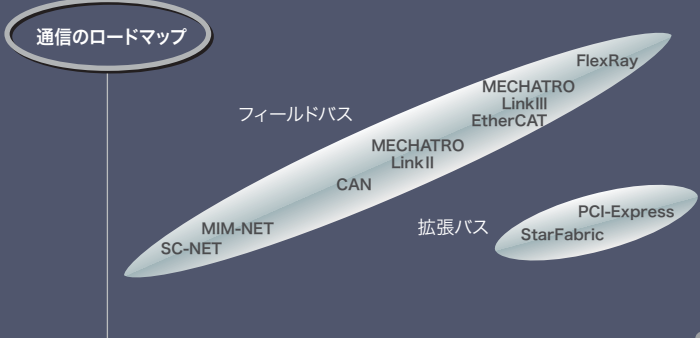 通信のロードマップ
FlexRay
MECHATRO
LinkIII
EtherCAT
フィールドバス
MECHATRO
LinkII
CAN
MIM-NET
SC-NET
拡張バス
PCI-Express
StarFabric